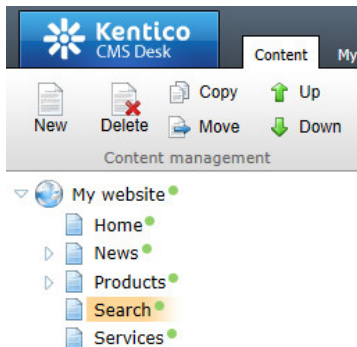 Kentico
CMS Desk
Content My
New Delete Copy Up
Move Down
Content management
My website
Home
News
Products
Search
Services